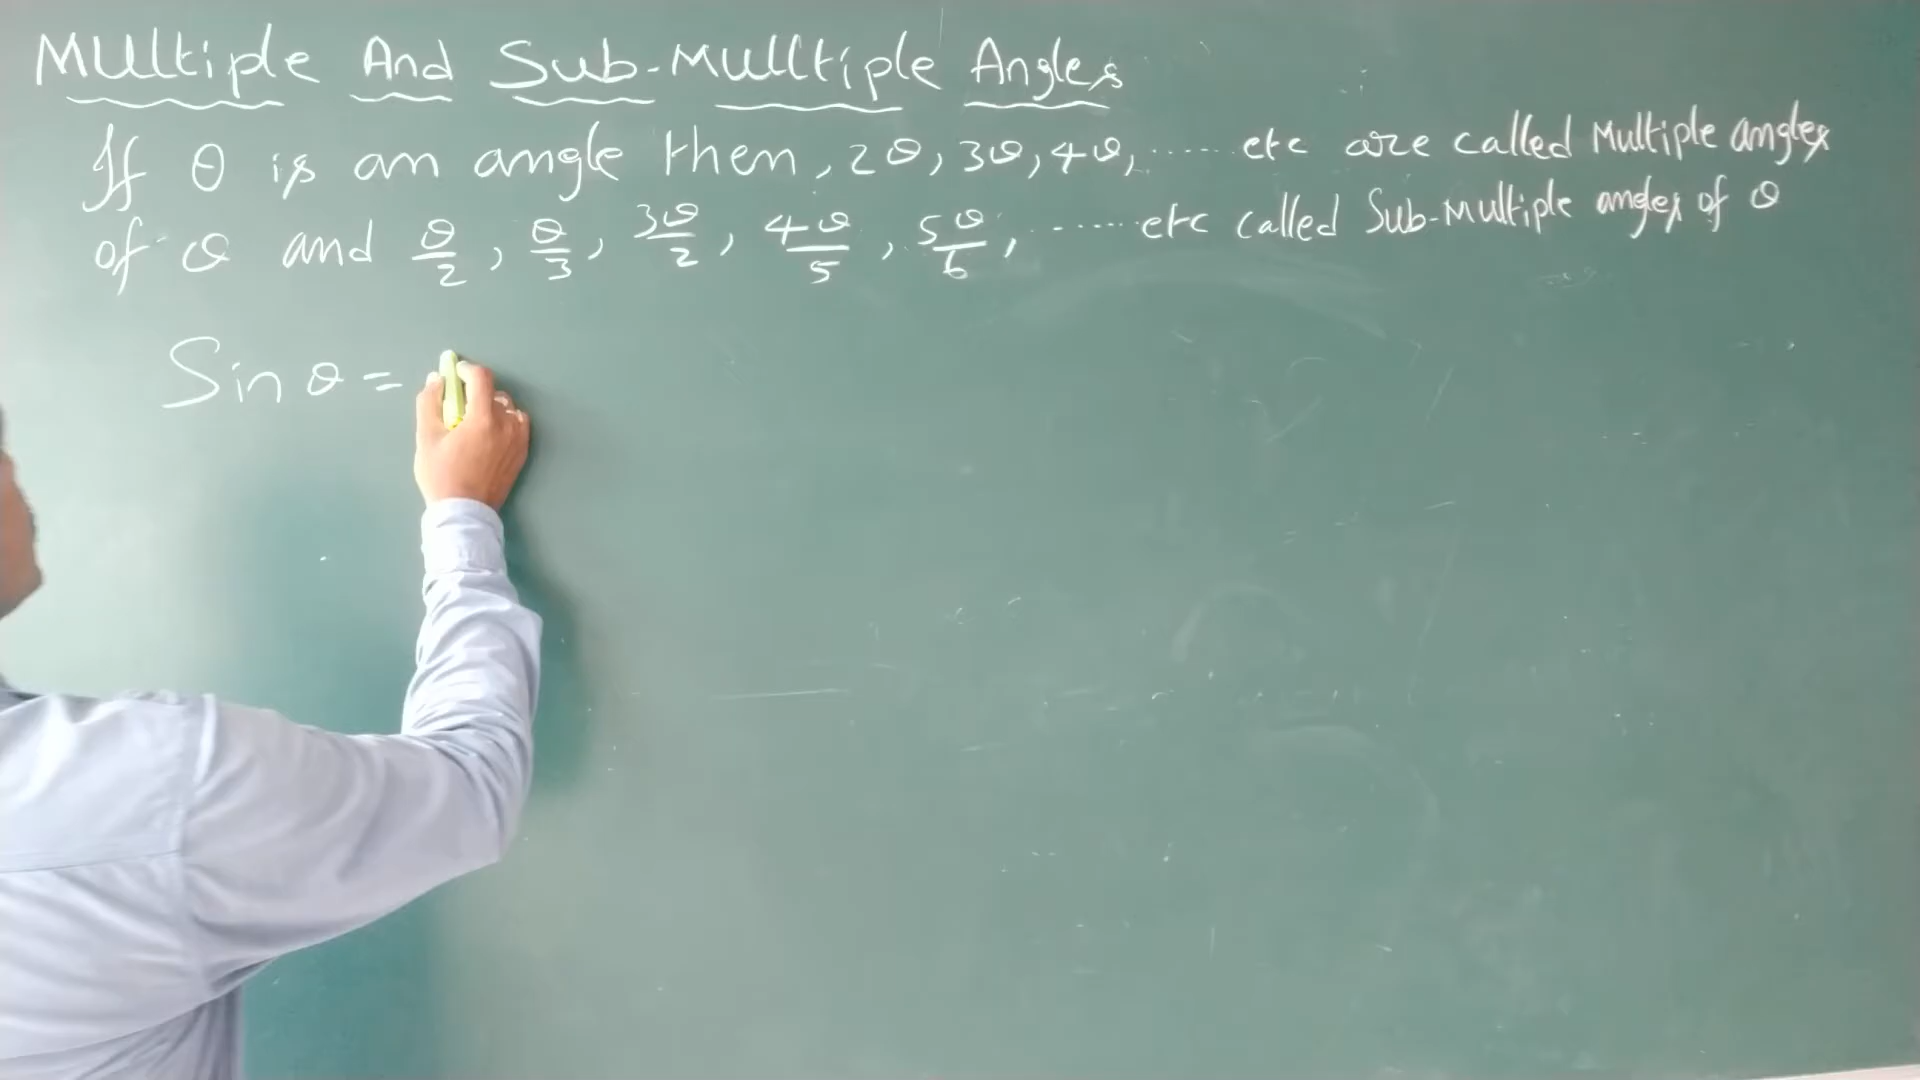 Multiple And Sub-Mulltiple Angles
If θ is an angle then, 2θ, 3θ, 4θ, ...... etc are called Multiple angles
of θ and θ/2, θ/3, 3θ/2, 4θ/5, 5θ/6, ...... etc called Sub-Multiple angles of θ
Sin θ =